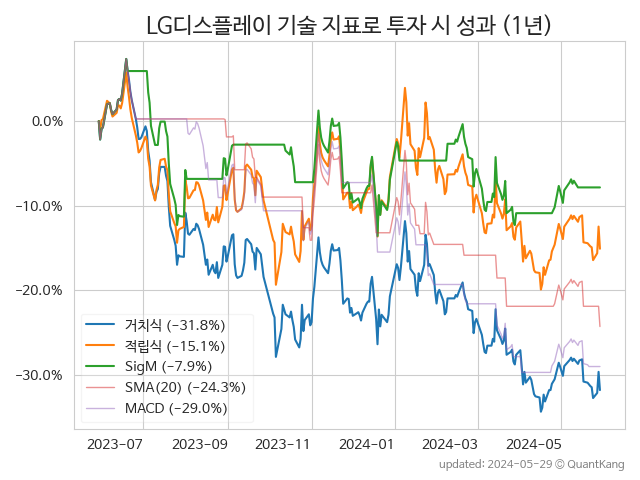 LG디스플레이 기술 지표로 투자 시 성과 (1년)
0.0%
−10.0%
−20.0%
−30.0%
거치식 (−31.8%)
적립식 (−15.1%)
SigM (−7.9%)
SMA(20) (−24.3%)
MACD (−29.0%)
2023−07 2023−09 2023−11 2024−01 2024−03 2024−05
updated: 2024−05−29 © QuantKang